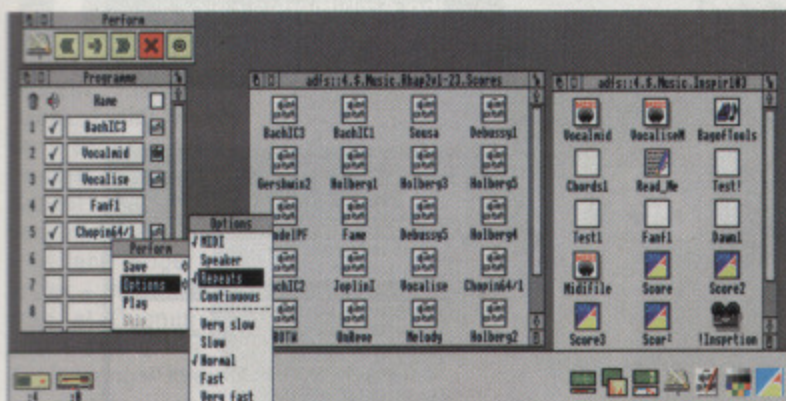 Perform
Programme
Name
1 BachIC3
2 Vocalmid
3 Vocalise
4 Fanf1
5 Chopin64/1
6
7
8
Perform
Save
Options
Play
Skip
Options
MIDI
Speaker
Repeats
Continuous
Very slow
Slow
Normal
Fast
Very fast
adfs::4.$.Music.Rhap2v1-23.Scores
BachIC3 BachIC1 Sousa Debussy1
Gershwin2 Holberg1 Holberg3 Holberg5
Fame Debussy5 Holberg4
JoplinI Vocalise Chopin64/1
Melody Holberg2
adfs::4.$.Music.Inspir103
Vocalmid VocaliseM BagofTools
Chords1 Read_Me Test!
Test1 Fanf1 Dawn1
Midifile Score Score2
Score3 !Insprtion
:4 :0